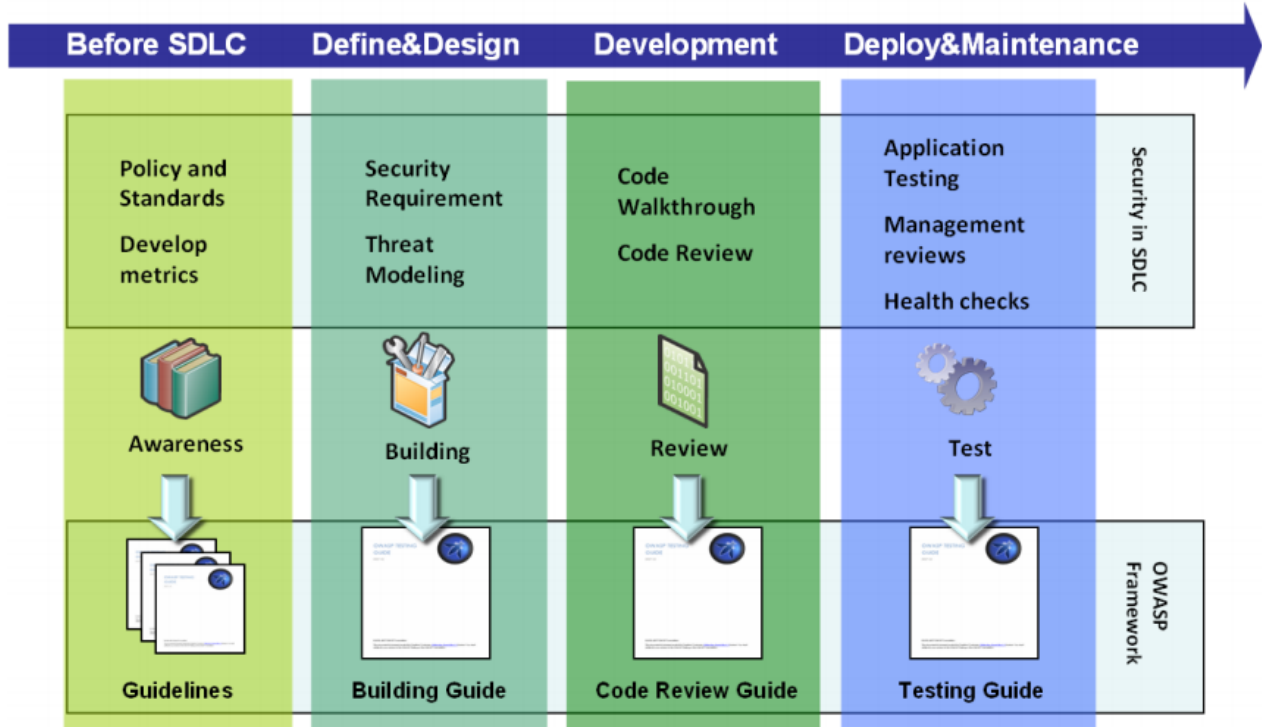 Before SDLC
Define&Design
Development
Deploy&Maintenance
Policy and
Standards
Develop
metrics
Security
Requirement
Threat
Modeling
Code
Walkthrough
Code Review
Application
Testing
Management
reviews
Health checks
Security in SDLC
Awareness
Building
Review
Test
OWASP
Framework
Guidelines
Building Guide
Code Review Guide
Testing Guide